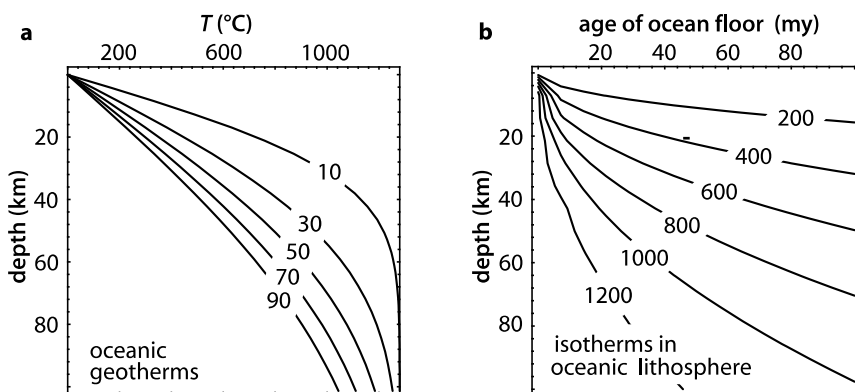 a
T (°C)
200 600 1000
depth (km)
20
40
60
80
10
30
50
70
90
oceanic
geotherms
b
age of ocean floor (my)
20 40 60 80
depth (km)
20
40
60
80
200
400
600
800
1000
1200
isotherms in
oceanic lithosphere